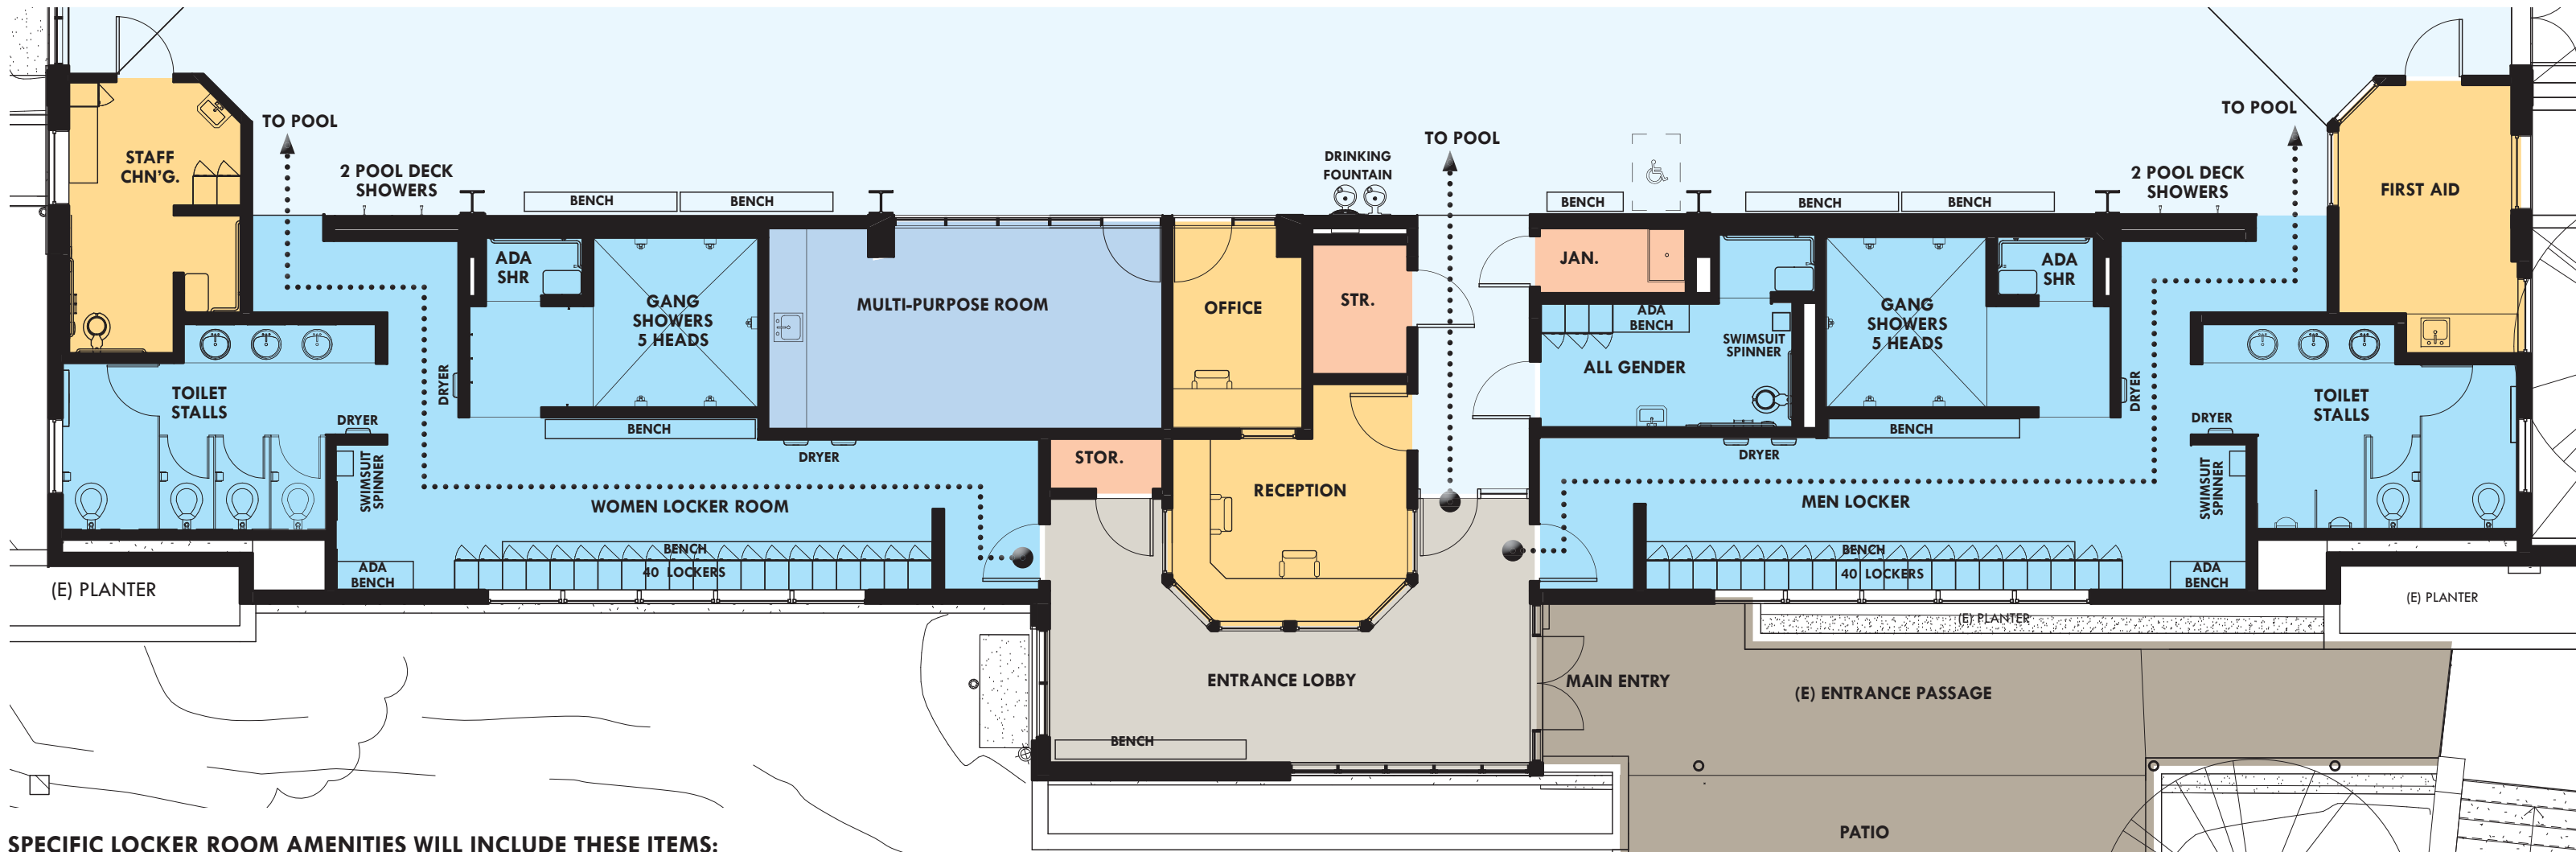 TO POOL
STAFF
CHN'G.
2 POOL DECK
SHOWERS
BENCH
BENCH
DRINKING
FOUNTAIN
TO POOL
BENCH
BENCH
BENCH
2 POOL DECK
SHOWERS
TO POOL
FIRST AID
ADA
SHR
GANG
SHOWERS
5 HEADS
MULTI-PURPOSE ROOM
OFFICE
STR.
JAN.
ADA
BENCH
SWIMSUIT
SPINNER
ALL GENDER
GANG
SHOWERS
5 HEADS
ADA
SHR
TOILET
STALLS
DRYER
DRYER
BENCH
DRYER
STOR.
RECEPTION
DRYER
BENCH
DRYER
DRYER
TOILET
STALLS
SWIMSUIT
SPINNER
WOMEN LOCKER ROOM
MEN LOCKER
SWIMSUIT
SPINNER
ADA
BENCH
BENCH
40 LOCKERS
BENCH
40 LOCKERS
ADA
BENCH
(E) PLANTER
(E) PLANTER
(E) PLANTER
ENTRANCE LOBBY
MAIN ENTRY
(E) ENTRANCE PASSAGE
BENCH
PATIO
SPECIFIC LOCKER ROOM AMENITIES WILL INCLUDE THESE ITEMS: